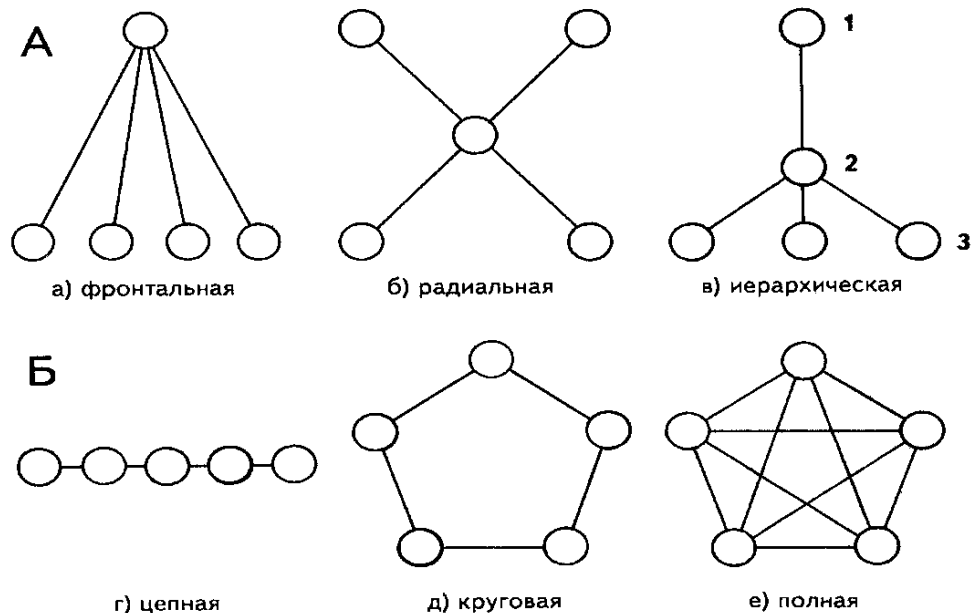 А
1
2
3
а) фронтальная
б) радиальная
в) иерархическая
Б
г) цепная
д) круговая
е) полная